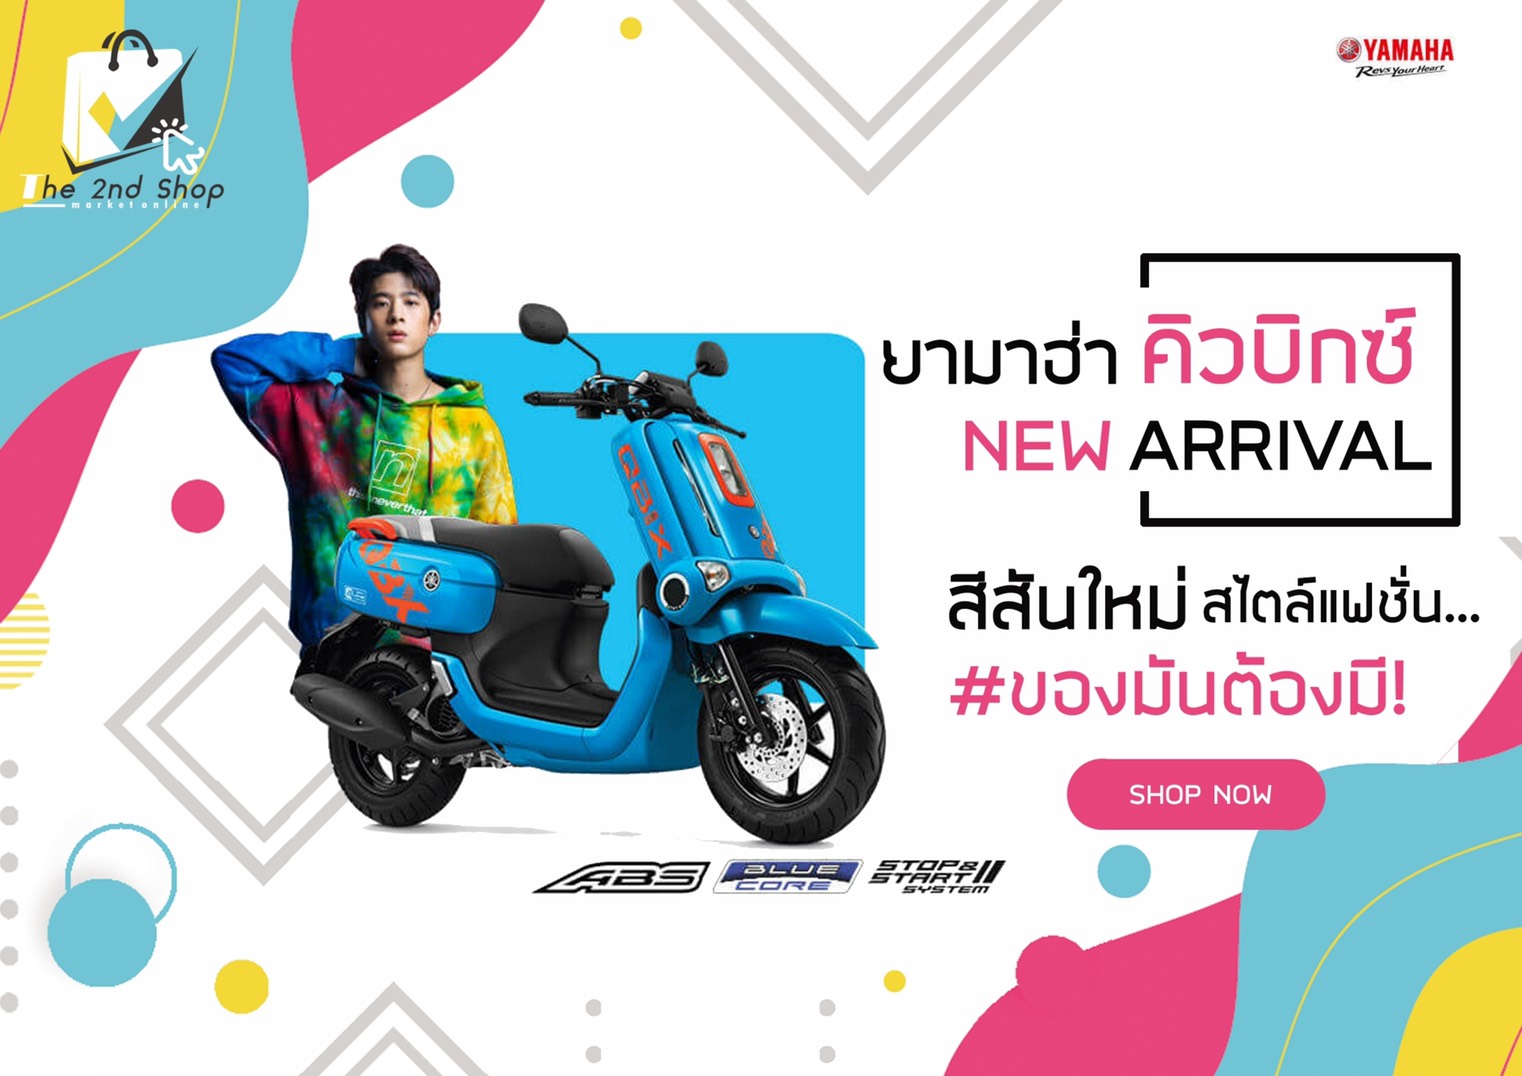 The 2nd Shop
market online
YAMAHA
Revs Your Heart
ยามาฮ่า คิวบิกซ์
NEW ARRIVAL
สีสันใหม่ สไตล์แฟชั่น...
#ของมันต้องมี!
SHOP NOW
n
thisisneverthat
QBIX
QBIX
ABS
BLUE CORE
STOP & START SYSTEM